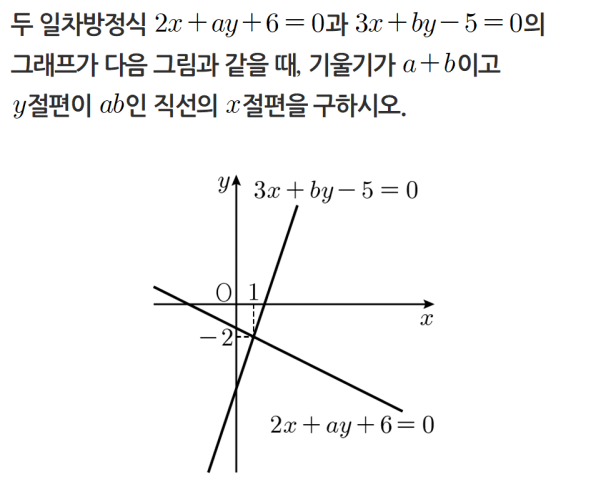 두 일차방정식 2x+ay+6=0과 3x+by-5=0의
그래프가 다음 그림과 같을 때, 기울기가 a+b이고
y절편이 ab인 직선의 x절편을 구하시오.
y
3x+by-5=0
O 1
x
-2
2x+ay+6=0